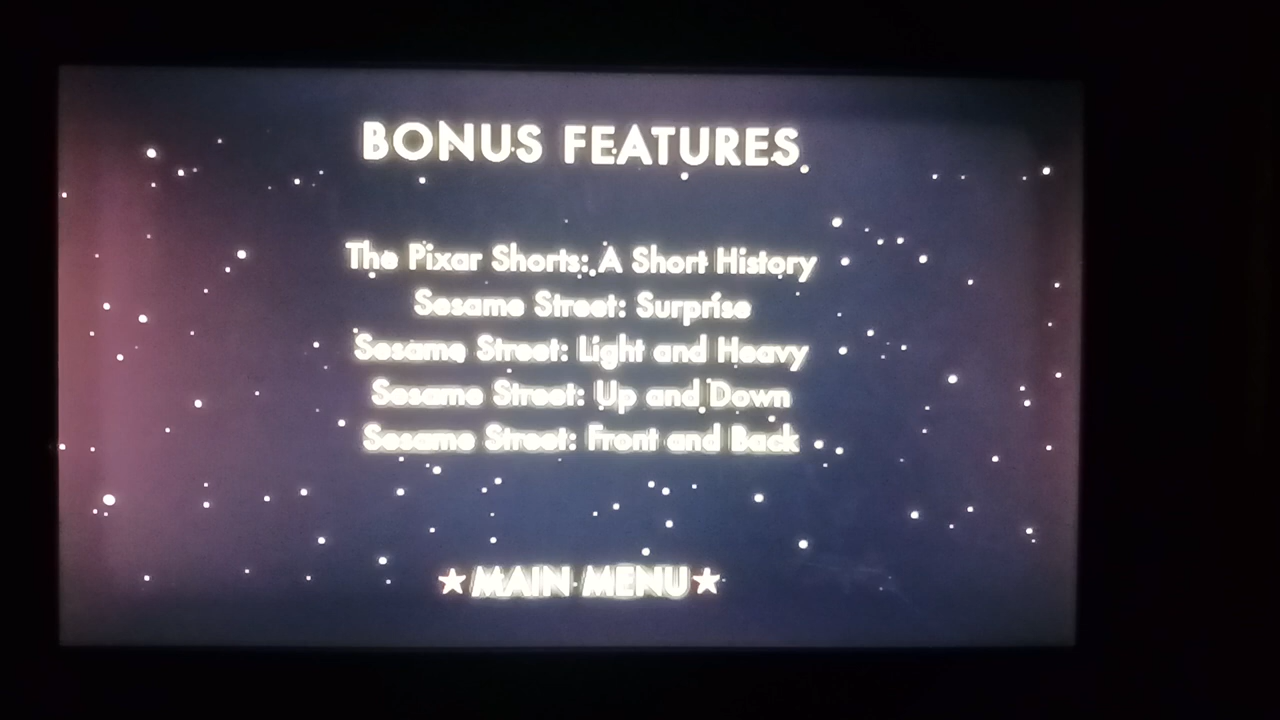 BONUS FEATURES
The Pixar Shorts: A Short History
Sesame Street: Surprise
Sesame Street: Light and Heavy
Sesame Street: Up and Down
Sesame Street: Front and Back
★MAIN MENU★